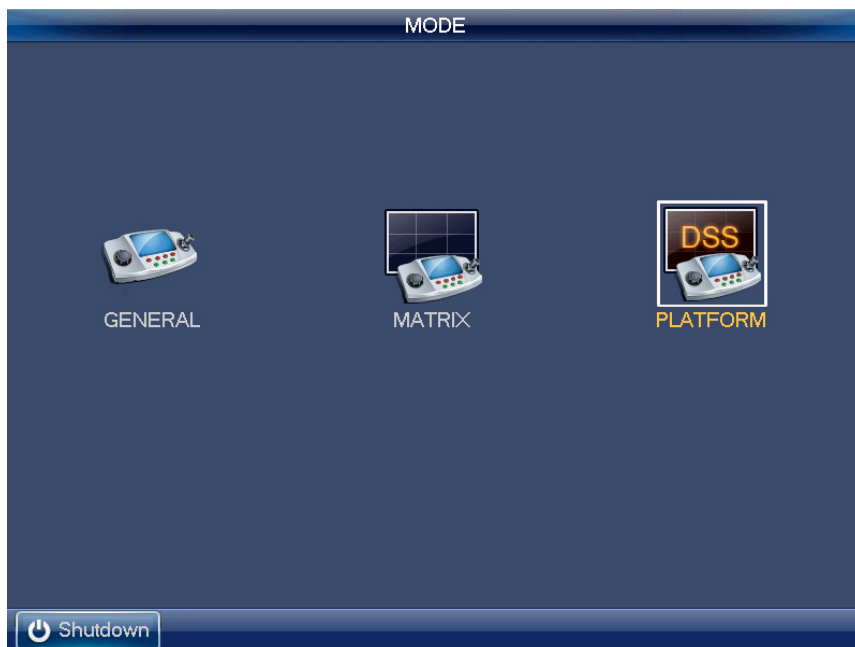 MODE
DSS
GENERAL
MATRIX
PLATFORM
Shutdown